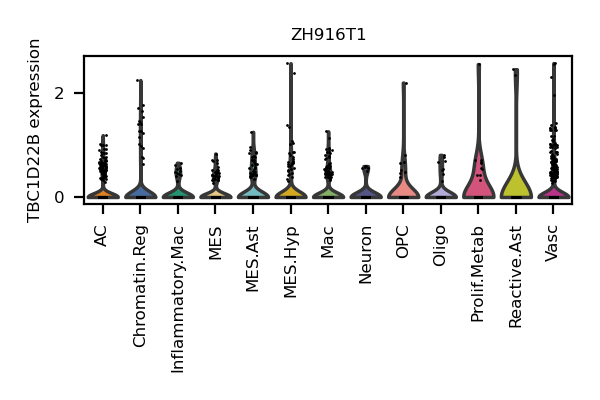 ZH916T1
TBC1D22B expression
2
0
AC
Chromatin.Reg
Inflammatory.Mac
MES
MES.Ast
MES.Hyp
Mac
Neuron
OPC
Oligo
Prolif.Metab
Reactive.Ast
Vasc